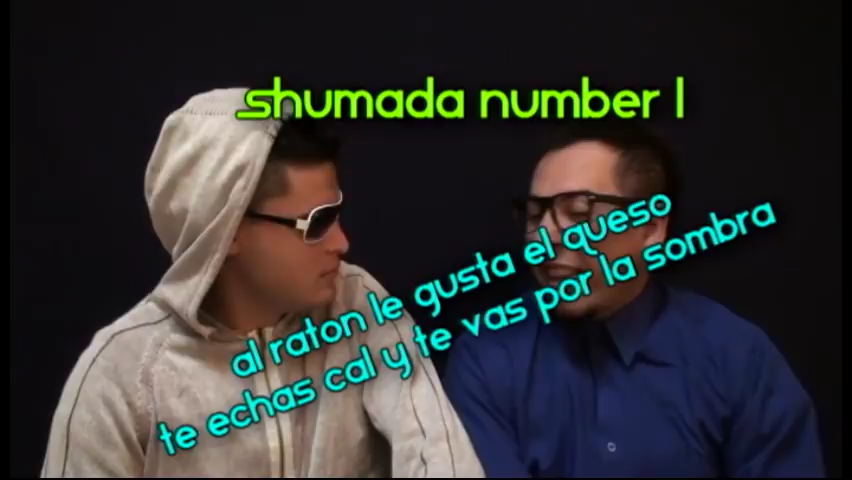 shumada number 1
al raton le gusta el queso
te echas cal y te vas por la sombra